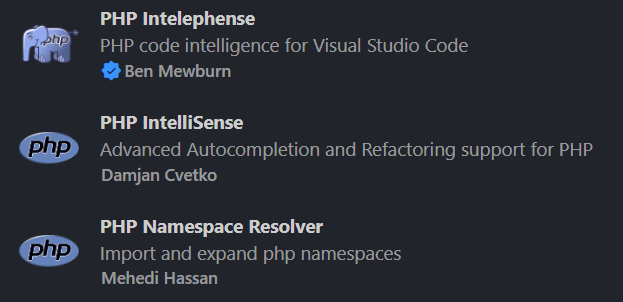 php
PHP Intelephense
PHP code intelligence for Visual Studio Code
Ben Mewburn
php
PHP IntelliSense
Advanced Autocompletion and Refactoring support for PHP
Damjan Cvetko
php
PHP Namespace Resolver
Import and expand php namespaces
Mehedi Hassan